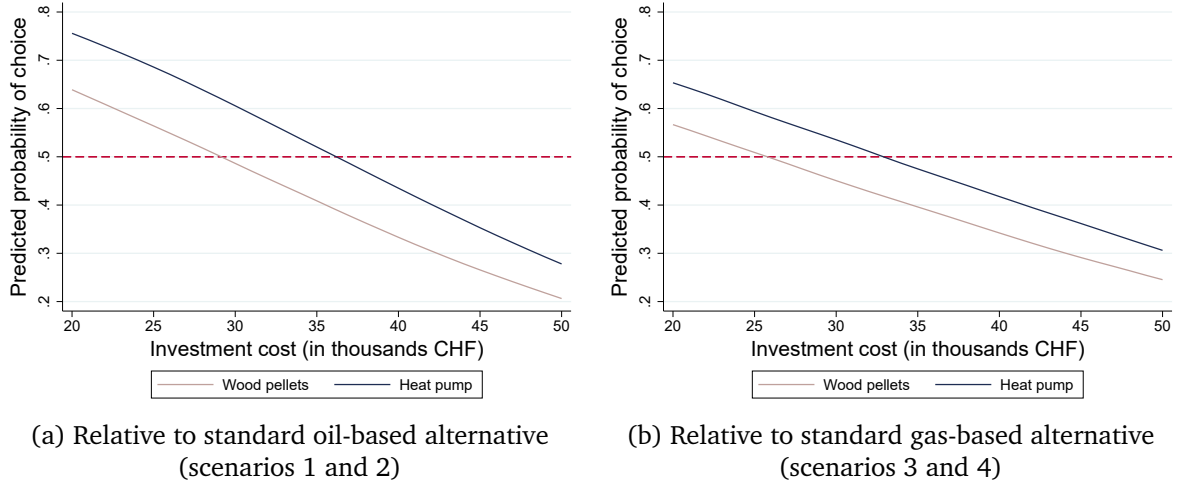 Predicted probability of choice
.8
.7
.6
.5
.4
.3
.2
20 25 30 35 40 45 50
Investment cost (in thousands CHF)
Wood pellets Heat pump
(a) Relative to standard oil-based alternative
(scenarios 1 and 2)
Predicted probability of choice
.8
.7
.6
.5
.4
.3
.2
20 25 30 35 40 45 50
Investment cost (in thousands CHF)
Wood pellets Heat pump
(b) Relative to standard gas-based alternative
(scenarios 3 and 4)